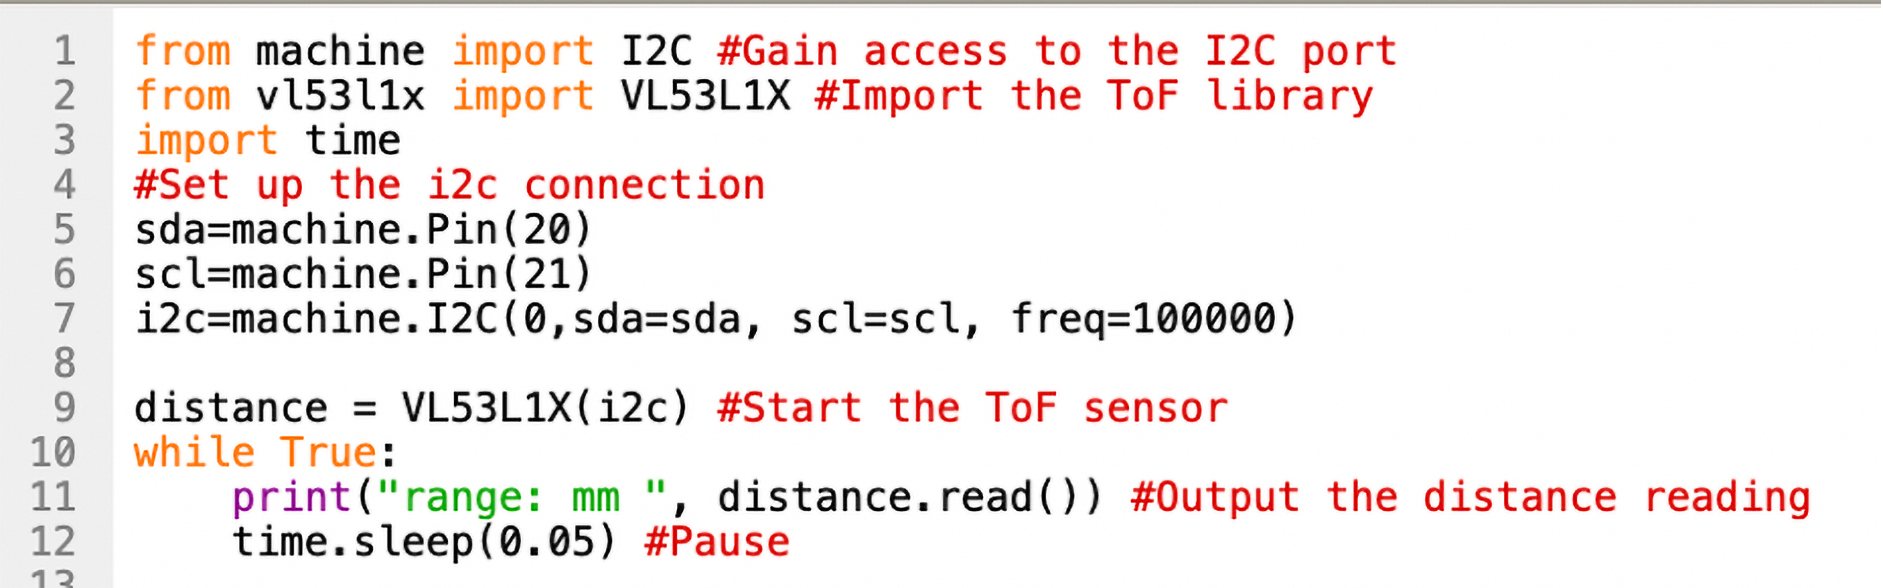 1 from machine import I2C #Gain access to the I2C port
2 from vl53l1x import VL53L1X #Import the ToF library
3 import time
4 #Set up the i2c connection
5 sda=machine.Pin(20)
6 scl=machine.Pin(21)
7 i2c=machine.I2C(0,sda=sda, scl=scl, freq=100000)
8
9 distance = VL53L1X(i2c) #Start the ToF sensor
10 while True:
11     print("range: mm ", distance.read()) #Output the distance reading
12     time.sleep(0.05) #Pause
13